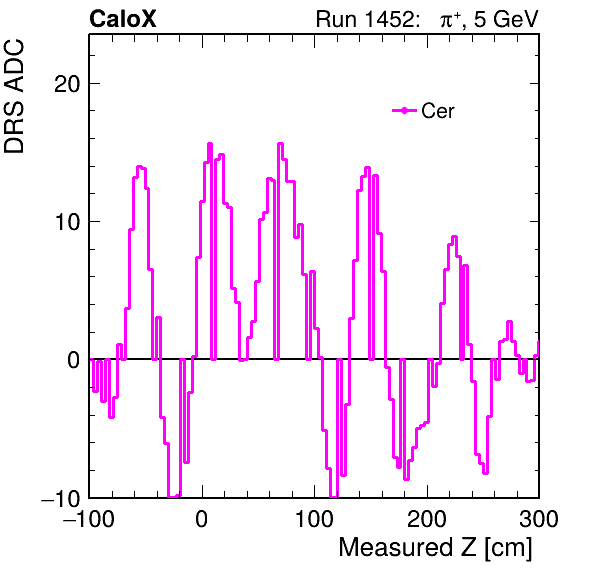 CaloX
Run 1452: π⁺, 5 GeV
DRS ADC
Cer
20
10
0
−10
−100 0 100 200 300
Measured Z [cm]